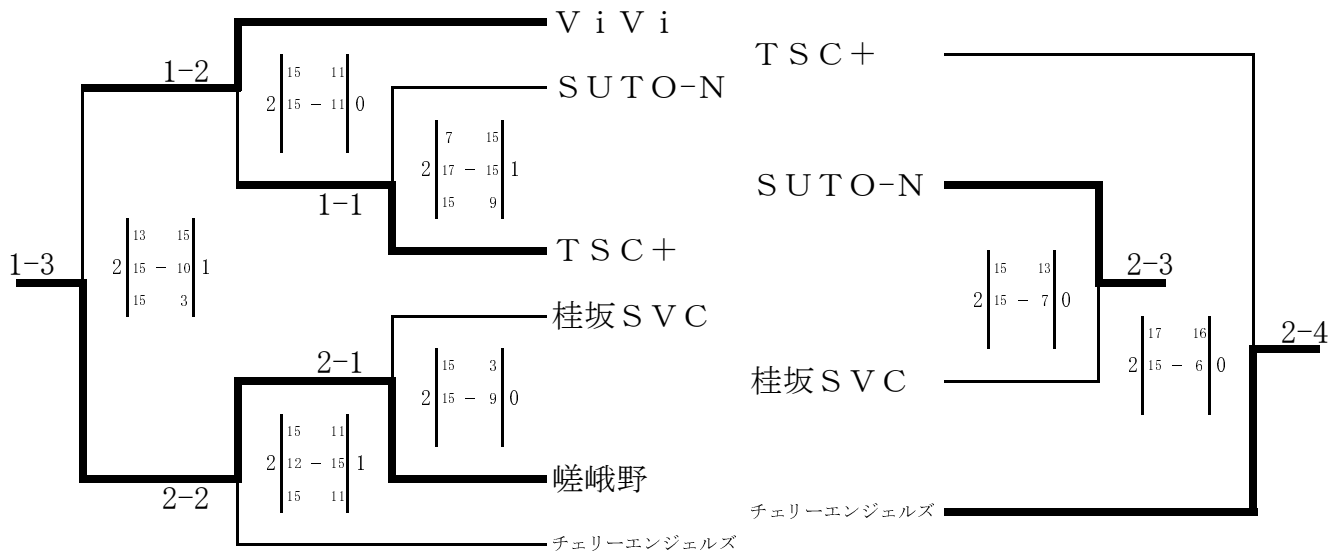 ＶｉＶｉ
1-2
15 11
2 15 － 11 0
ＳＵＴＯ−Ｎ
7 15
2 17 － 15 1
15 9
1-1
ＴＳＣ＋
13 15
2 15 － 10 1
15 3
1-3
桂坂ＳＶＣ
2-1
15 3
2 15 － 9 0
15 11
2 12 － 15 1
15 11
嵯峨野
2-2
チェリーエンジェルズ
ＴＳＣ＋
ＳＵＴＯ−Ｎ
2-3
15 13
2 15 － 7 0
2-4
17 16
2 15 － 6 0
桂坂ＳＶＣ
チェリーエンジェルズ